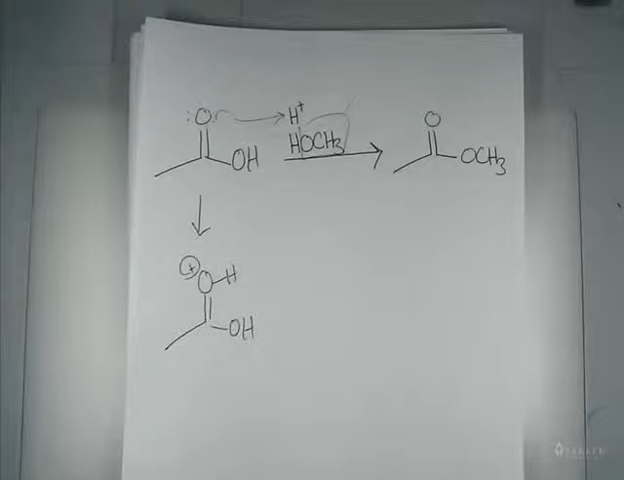 :O: H+
HOCH3
OH
O
OCH3
+
O-H
OH